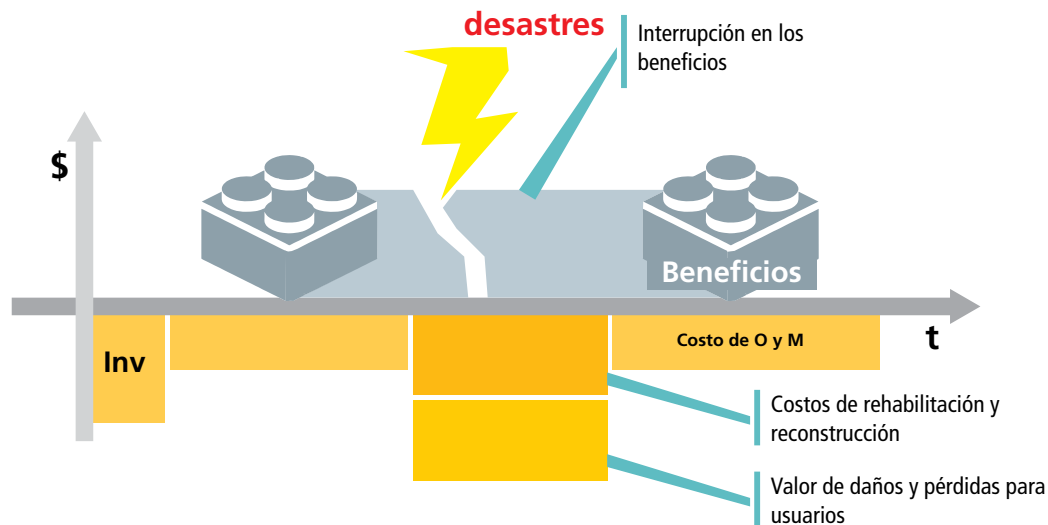 desastres
Interrupción en los
beneficios
$
Beneficios
t
Inv
Costo de O y M
Costos de rehabilitación y
reconstrucción
Valor de daños y pérdidas para
usuarios